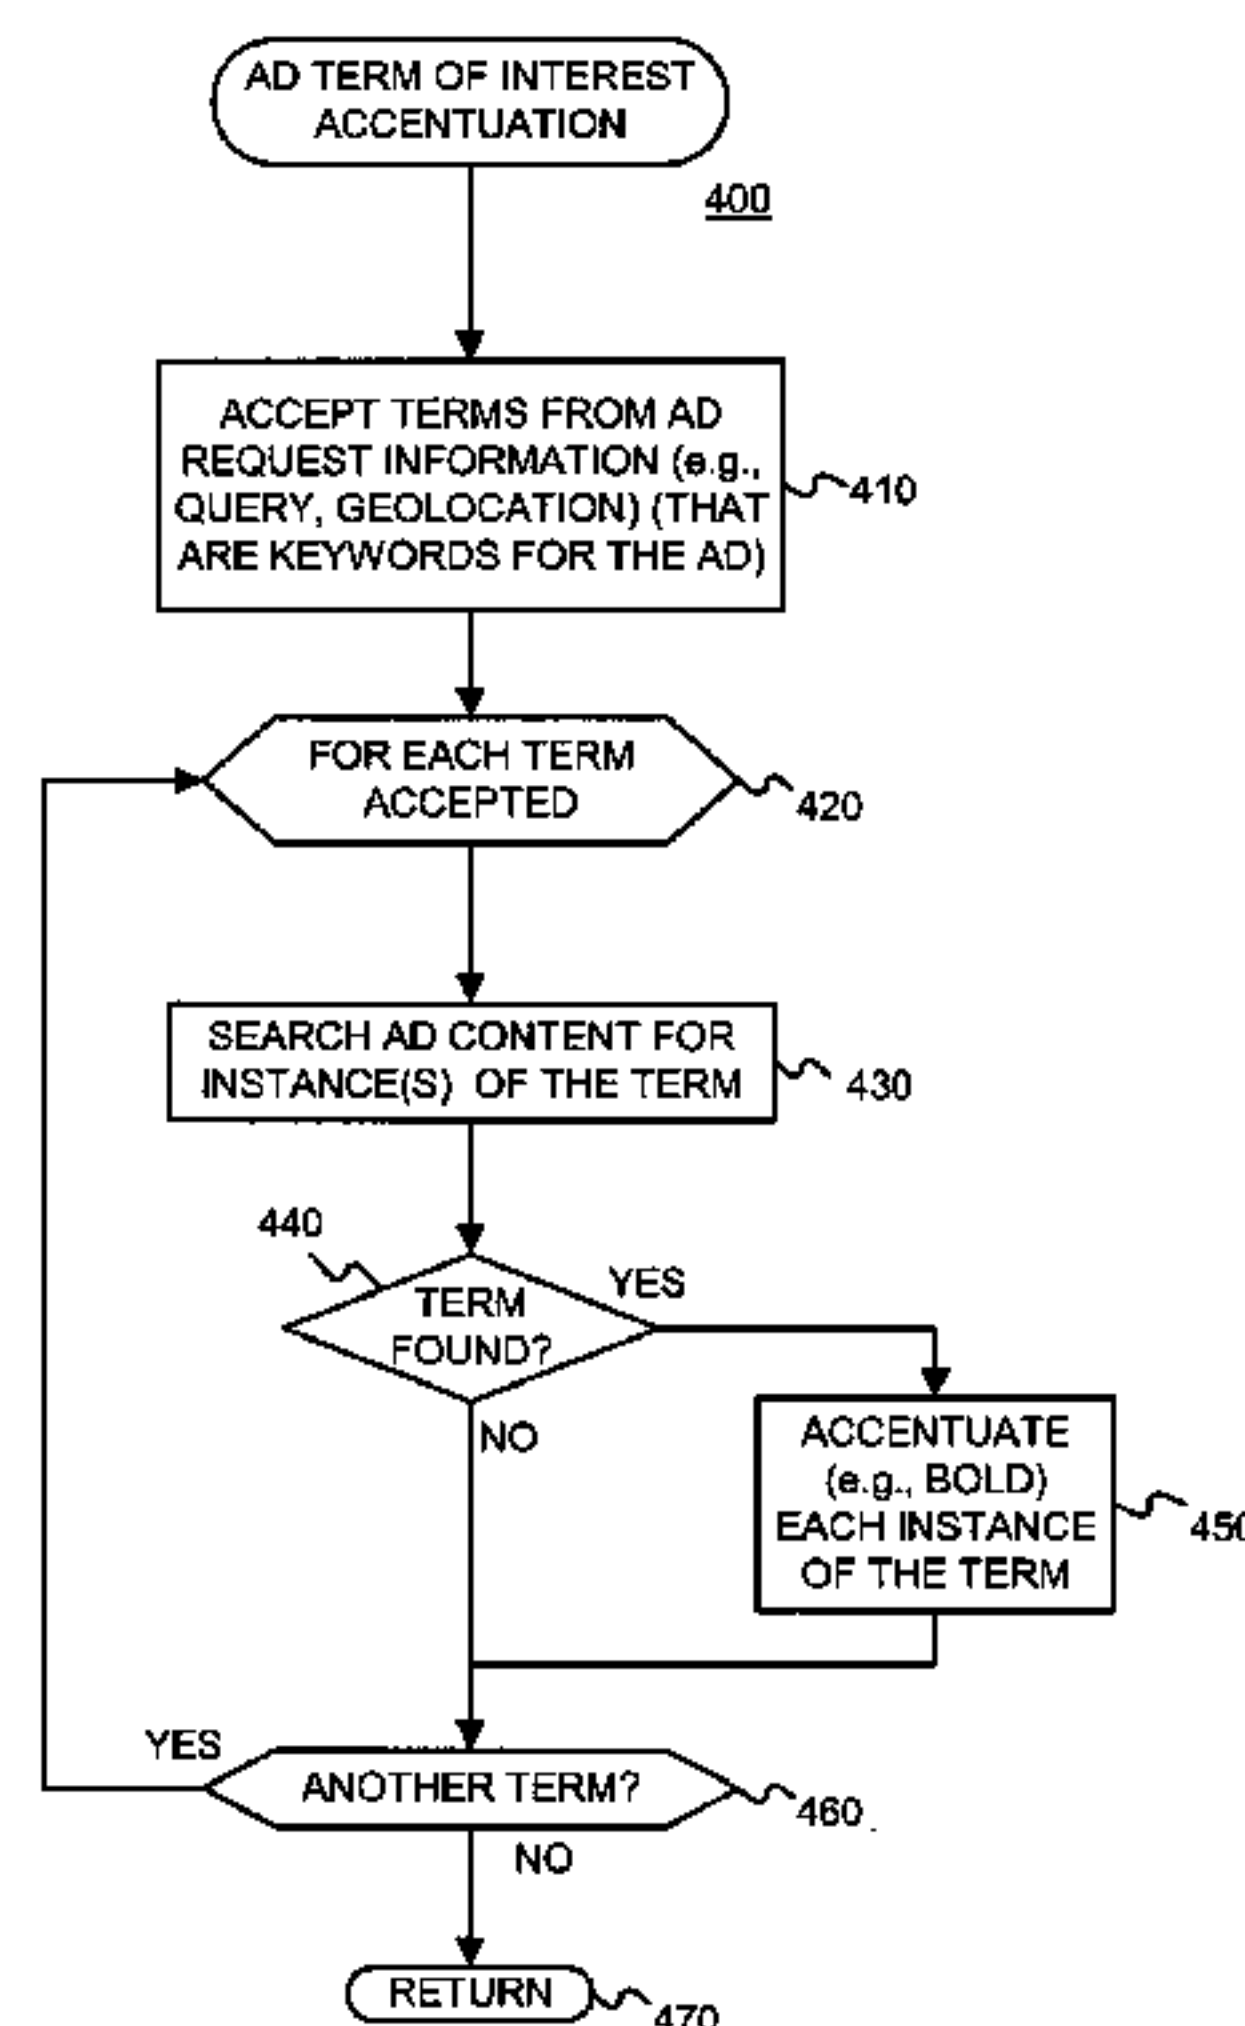 AD TERM OF INTEREST
ACCENTUATION
400
ACCEPT TERMS FROM AD
REQUEST INFORMATION (e.g.,
QUERY, GEOLOCATION) (THAT
ARE KEYWORDS FOR THE AD)
410
FOR EACH TERM
ACCEPTED
420
SEARCH AD CONTENT FOR
INSTANCE(S) OF THE TERM
430
440
TERM
FOUND?
YES
NO
ACCENTUATE
(e.g., BOLD)
EACH INSTANCE
OF THE TERM
450
YES
ANOTHER TERM?
460
NO
RETURN
470